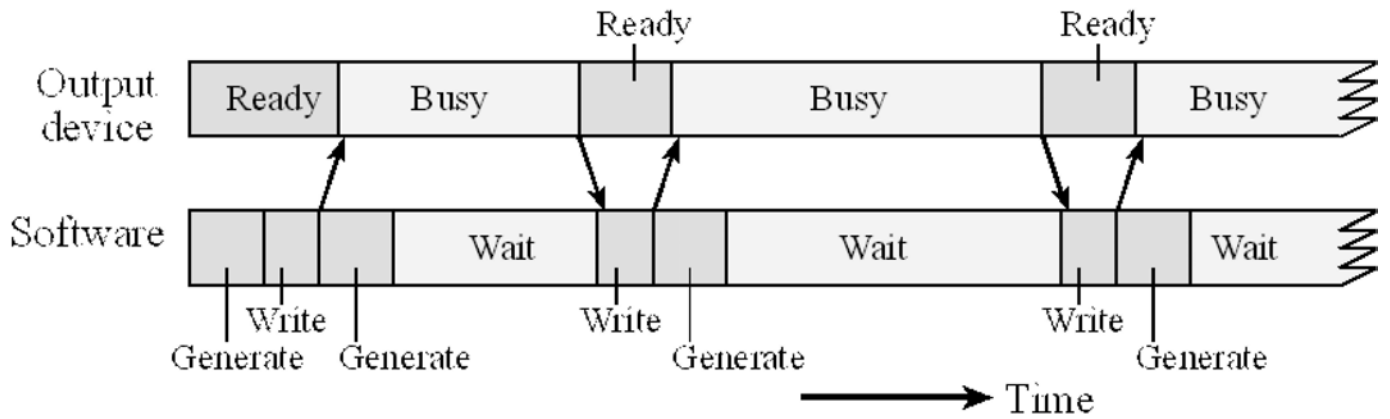 Ready Ready
Output device
Ready Busy Busy Busy
Software
Wait Wait Wait
Write Write Write
Generate Generate Generate Generate
Time